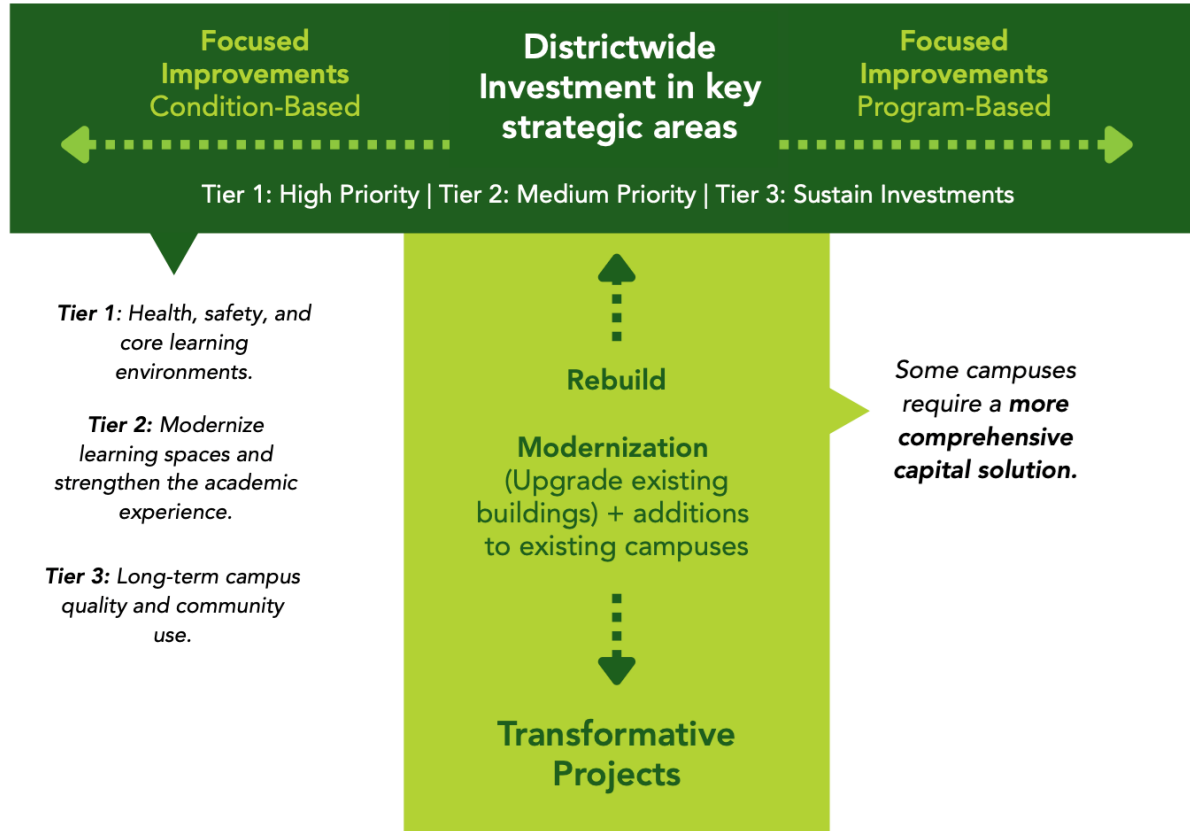 Focused
Improvements
Condition-Based
Districtwide
Investment in key
strategic areas
Focused
Improvements
Program-Based
Tier 1: High Priority | Tier 2: Medium Priority | Tier 3: Sustain Investments
Tier 1: Health, safety, and
core learning
environments.
Tier 2: Modernize
learning spaces and
strengthen the academic
experience.
Tier 3: Long-term campus
quality and community
use.
Rebuild
Modernization
(Upgrade existing
buildings) + additions
to existing campuses
Transformative
Projects
Some campuses
require a more
comprehensive
capital solution.